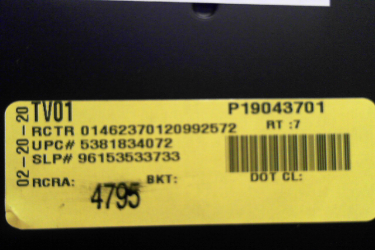 02-20-20
TV01 P19043701
RCTR 01462370120992572 RT :7
UPC# 5381834072
SLP# 96153533733
RCRA: 4795 BKT: DOT CL: